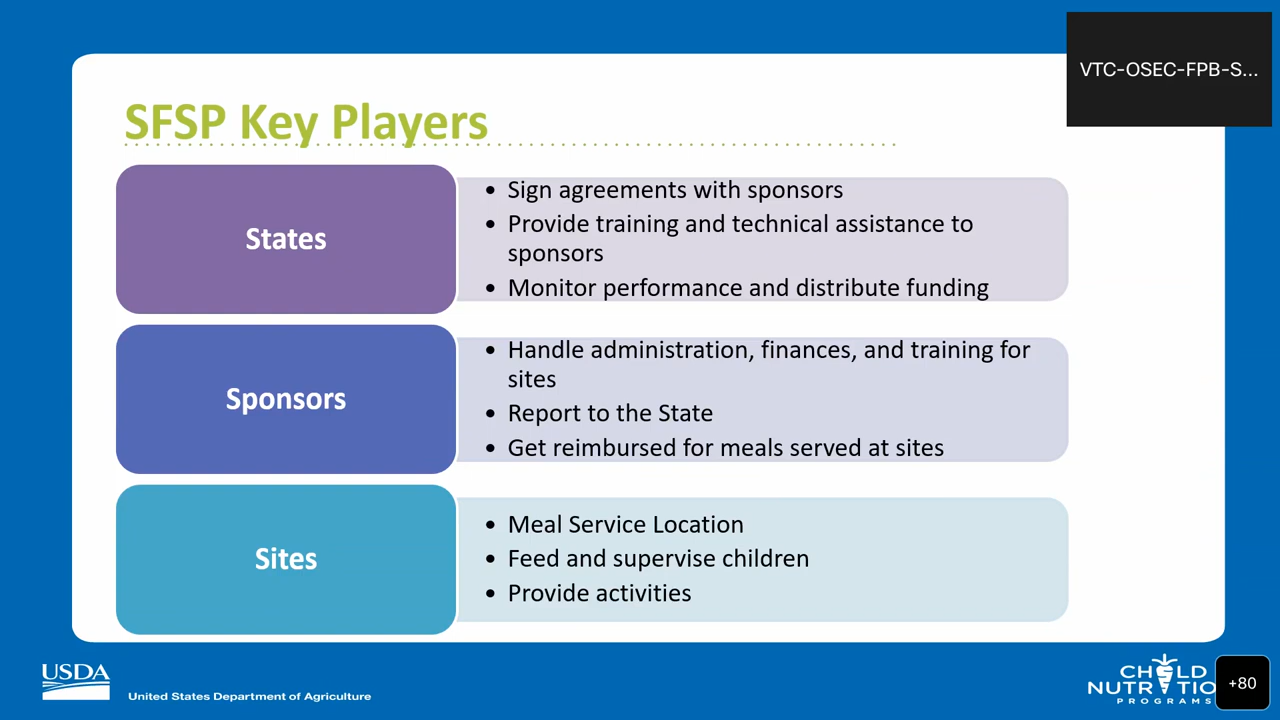 VTC-OSEC-FPB-S...
SFSP Key Players
States
• Sign agreements with sponsors
• Provide training and technical assistance to
sponsors
• Monitor performance and distribute funding
Sponsors
• Handle administration, finances, and training for
sites
• Report to the State
• Get reimbursed for meals served at sites
Sites
• Meal Service Location
• Feed and supervise children
• Provide activities
USDA
United States Department of Agriculture
CHILD
NUTRITIO
PROGRAMS
+80